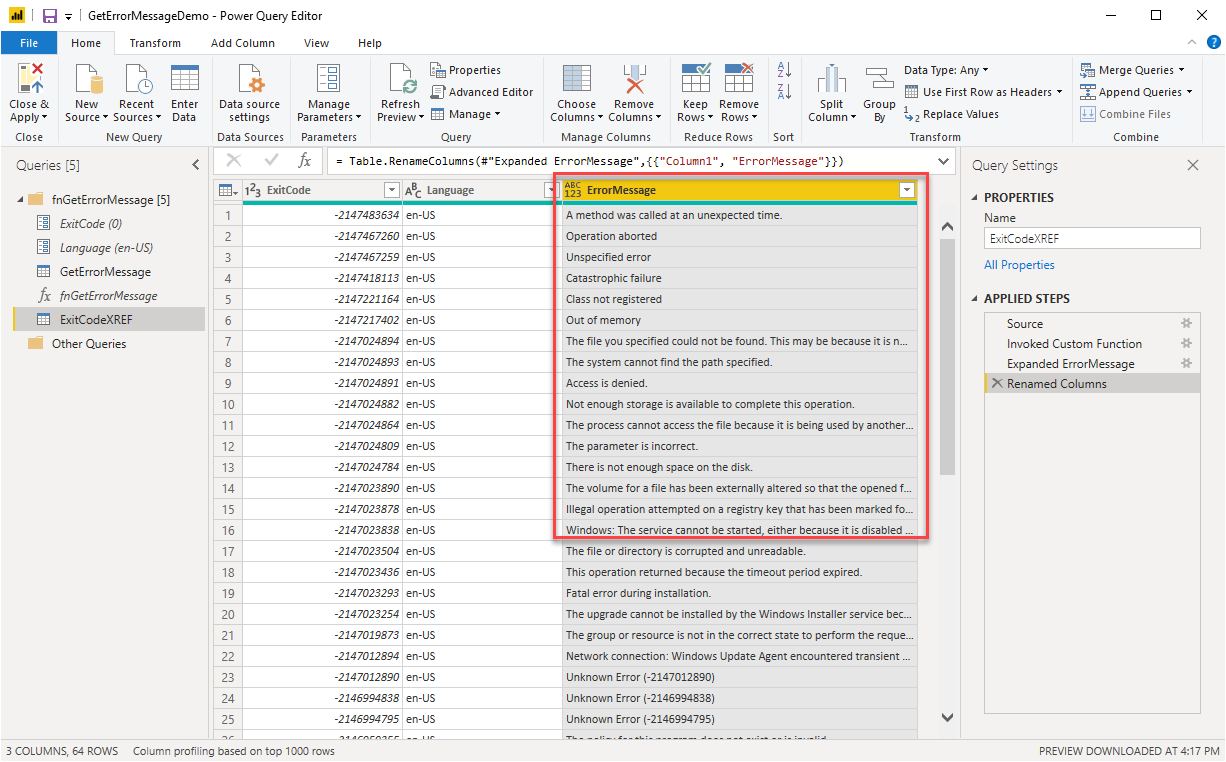 GetErrorMessageDemo - Power Query Editor
File Home Transform Add Column View Help
Close & Apply
New Source
Recent Sources
Enter Data
Data source settings
Manage Parameters
Refresh Preview
Properties
Advanced Editor
Manage
Choose Columns
Remove Columns
Keep Rows
Remove Rows
Split Column
Group By
Data Type: Any
Use First Row as Headers
Replace Values
Merge Queries
Append Queries
Combine Files
Close New Query Data Sources Parameters Query Manage Columns Reduce Rows Sort Transform Combine
Queries [5]
fnGetErrorMessage [5]
ExitCode (0)
Language (en-US)
GetErrorMessage
fx fnGetErrorMessage
ExitCodeXREF
Other Queries
fx = Table.RenameColumns(#"Expanded ErrorMessage",{{"Column1", "ErrorMessage"}})
123 ExitCode ABC Language ABC 123 ErrorMessage
1 -2147483634 en-US A method was called at an unexpected time.
2 -2147467260 en-US Operation aborted
3 -2147467259 en-US Unspecified error
4 -2147418113 en-US Catastrophic failure
5 -2147221164 en-US Class not registered
6 -2147217402 en-US Out of memory
7 -2147024894 en-US The file you specified could not be found. This may be because it is n...
8 -2147024893 en-US The system cannot find the path specified.
9 -2147024891 en-US Access is denied.
10 -2147024882 en-US Not enough storage is available to complete this operation.
11 -2147024864 en-US The process cannot access the file because it is being used by another...
12 -2147024809 en-US The parameter is incorrect.
13 -2147024784 en-US There is not enough space on the disk.
14 -2147023890 en-US The volume for a file has been externally altered so that the opened f...
15 -2147023878 en-US Illegal operation attempted on a registry key that has been marked fo...
16 -2147023838 en-US Windows: The service cannot be started, either because it is disabled ...
17 -2147023504 en-US The file or directory is corrupted and unreadable.
18 -2147023436 en-US This operation returned because the timeout period expired.
19 -2147023293 en-US Fatal error during installation.
20 -2147023254 en-US The upgrade cannot be installed by the Windows Installer service bec...
21 -2147019873 en-US The group or resource is not in the correct state to perform the reque...
22 -2147012894 en-US Network connection: Windows Update Agent encountered transient ...
23 -2147012890 en-US Unknown Error (-2147012890)
24 -2146994838 en-US Unknown Error (-2146994838)
25 -2146994795 en-US Unknown Error (-2146994795)
Query Settings
PROPERTIES
Name
ExitCodeXREF
All Properties
APPLIED STEPS
Source
Invoked Custom Function
Expanded ErrorMessage
Renamed Columns
3 COLUMNS, 64 ROWS Column profiling based on top 1000 rows PREVIEW DOWNLOADED AT 4:17 PM